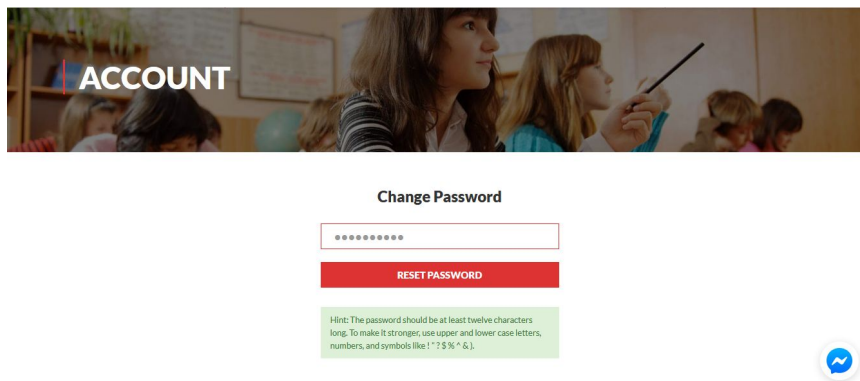 ACCOUNT
Change Password
●●●●●●●●●●
RESET PASSWORD
Hint: The password should be at least twelve characters
long. To make it stronger, use upper and lower case letters,
numbers, and symbols like ! " ? $ % ^ & ).